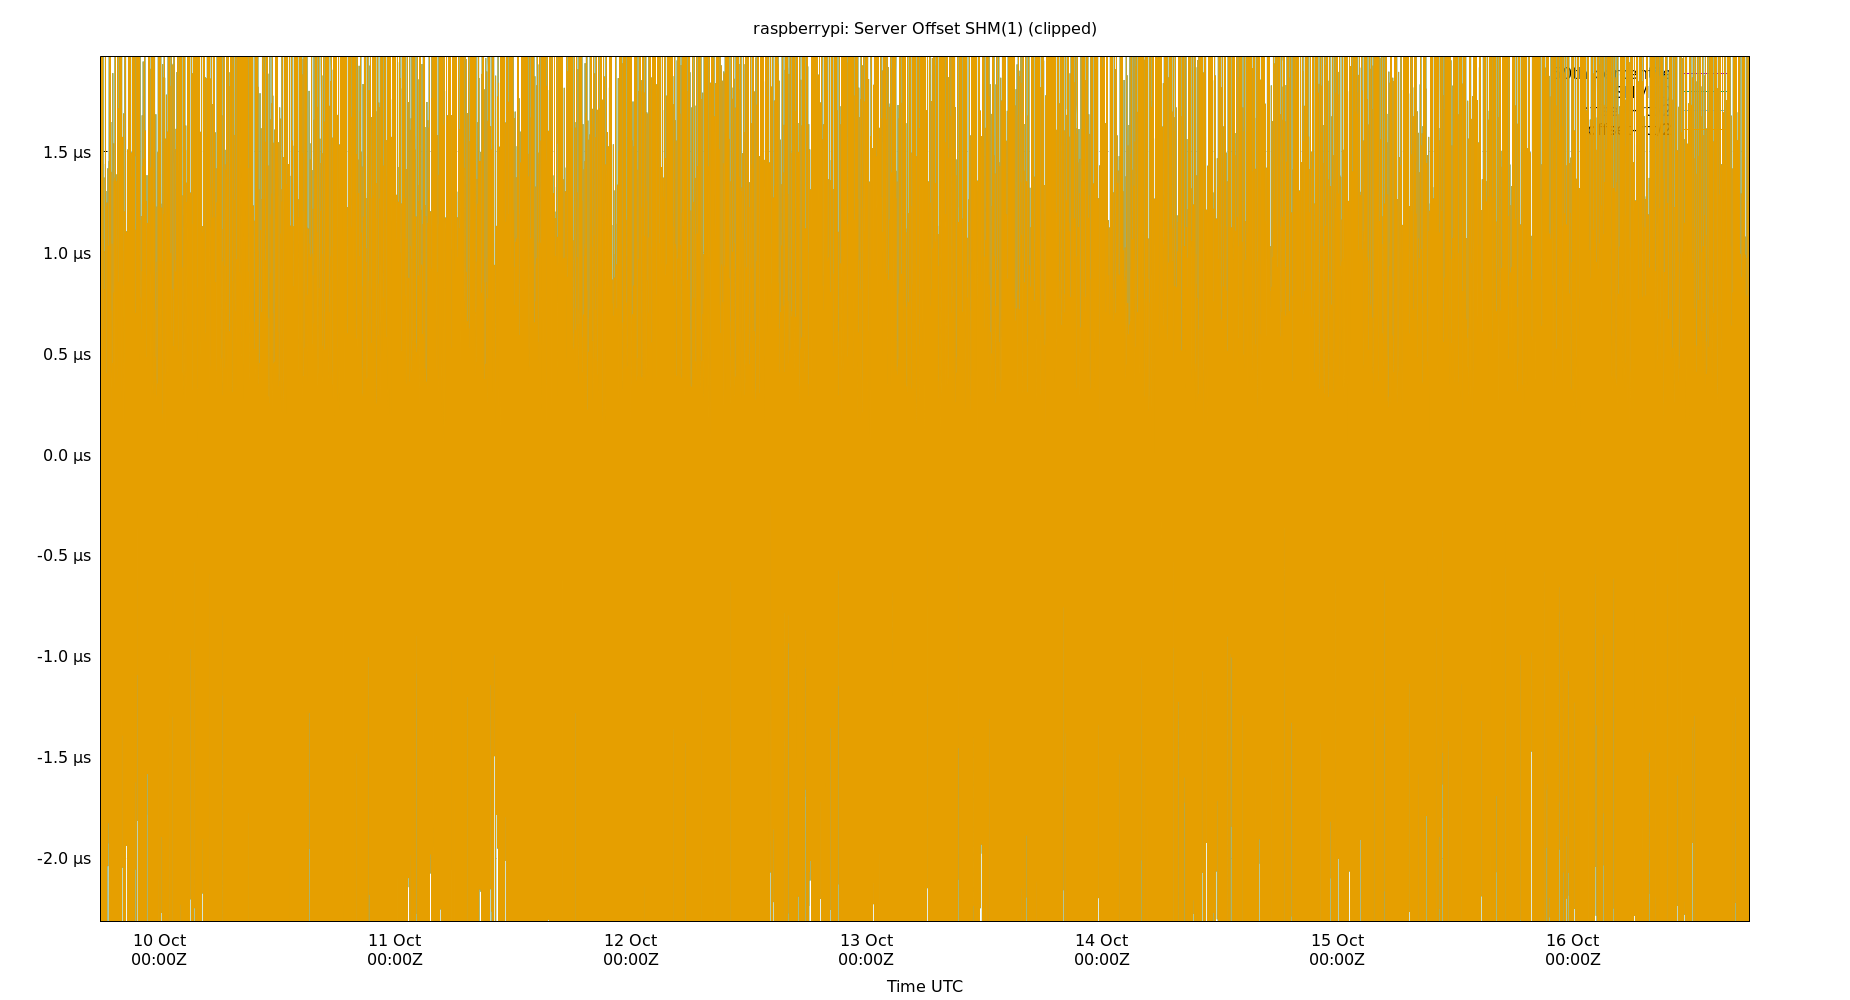 raspberrypi: Server Offset SHM(1) (clipped)
1.5 µs
1.0 µs
0.5 µs
0.0 µs
-0.5 µs
-1.0 µs
-1.5 µs
-2.0 µs
10 Oct 11 Oct 12 Oct 13 Oct 14 Oct 15 Oct 16 Oct
00:00Z 00:00Z 00:00Z 00:00Z 00:00Z 00:00Z 00:00Z
Time UTC